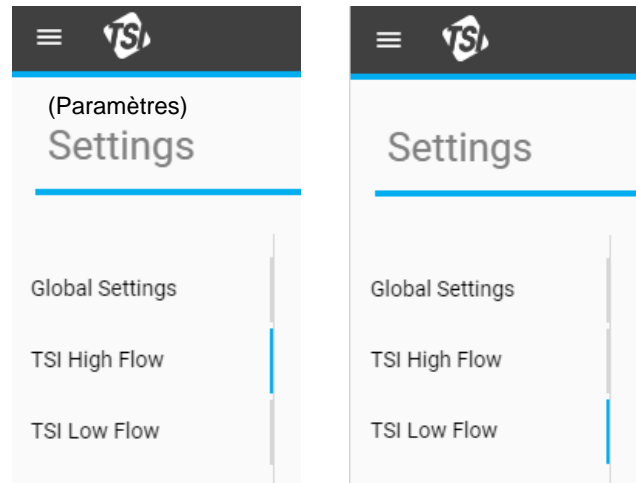 TSI
(Paramètres)
Settings
Global Settings
TSI High Flow
TSI Low Flow
TSI
Settings
Global Settings
TSI High Flow
TSI Low Flow